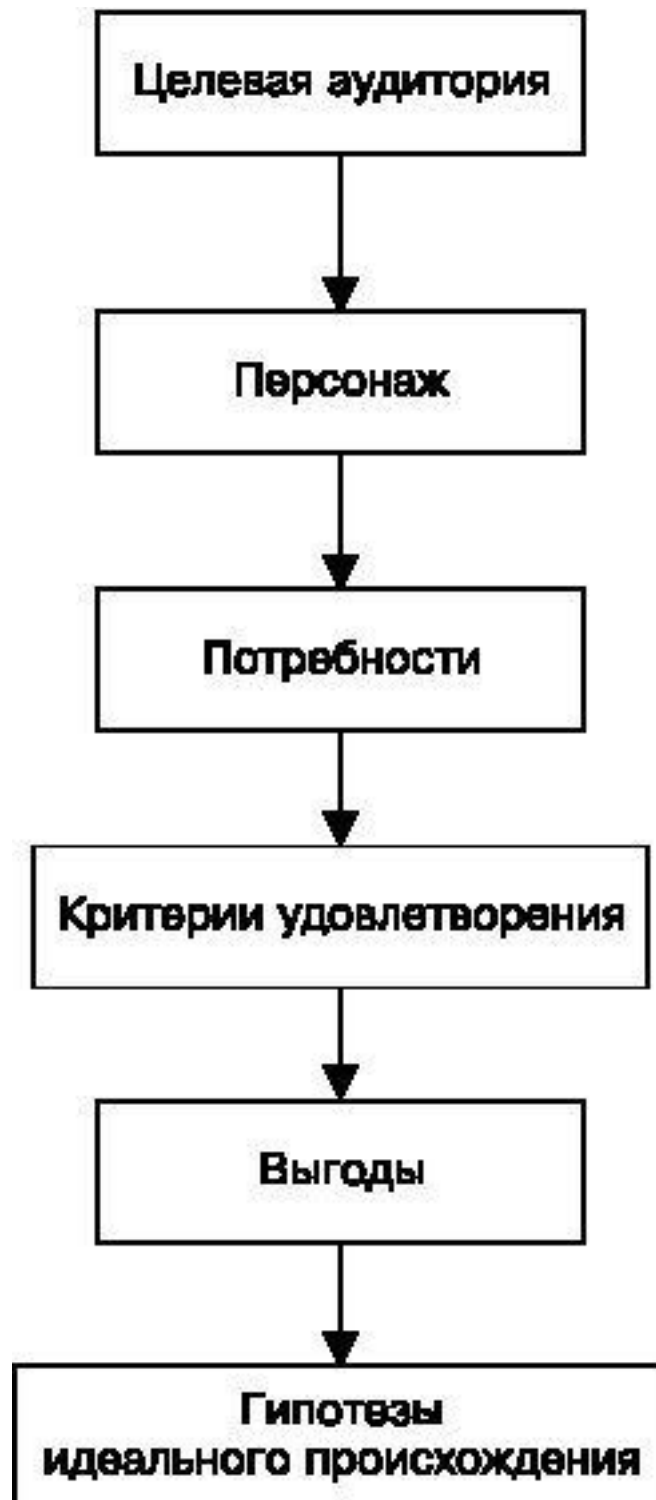 Целевая аудитория
Персонаж
Потребности
Критерии удовлетворения
Выгоды
Гипотезы
идеального происхождения